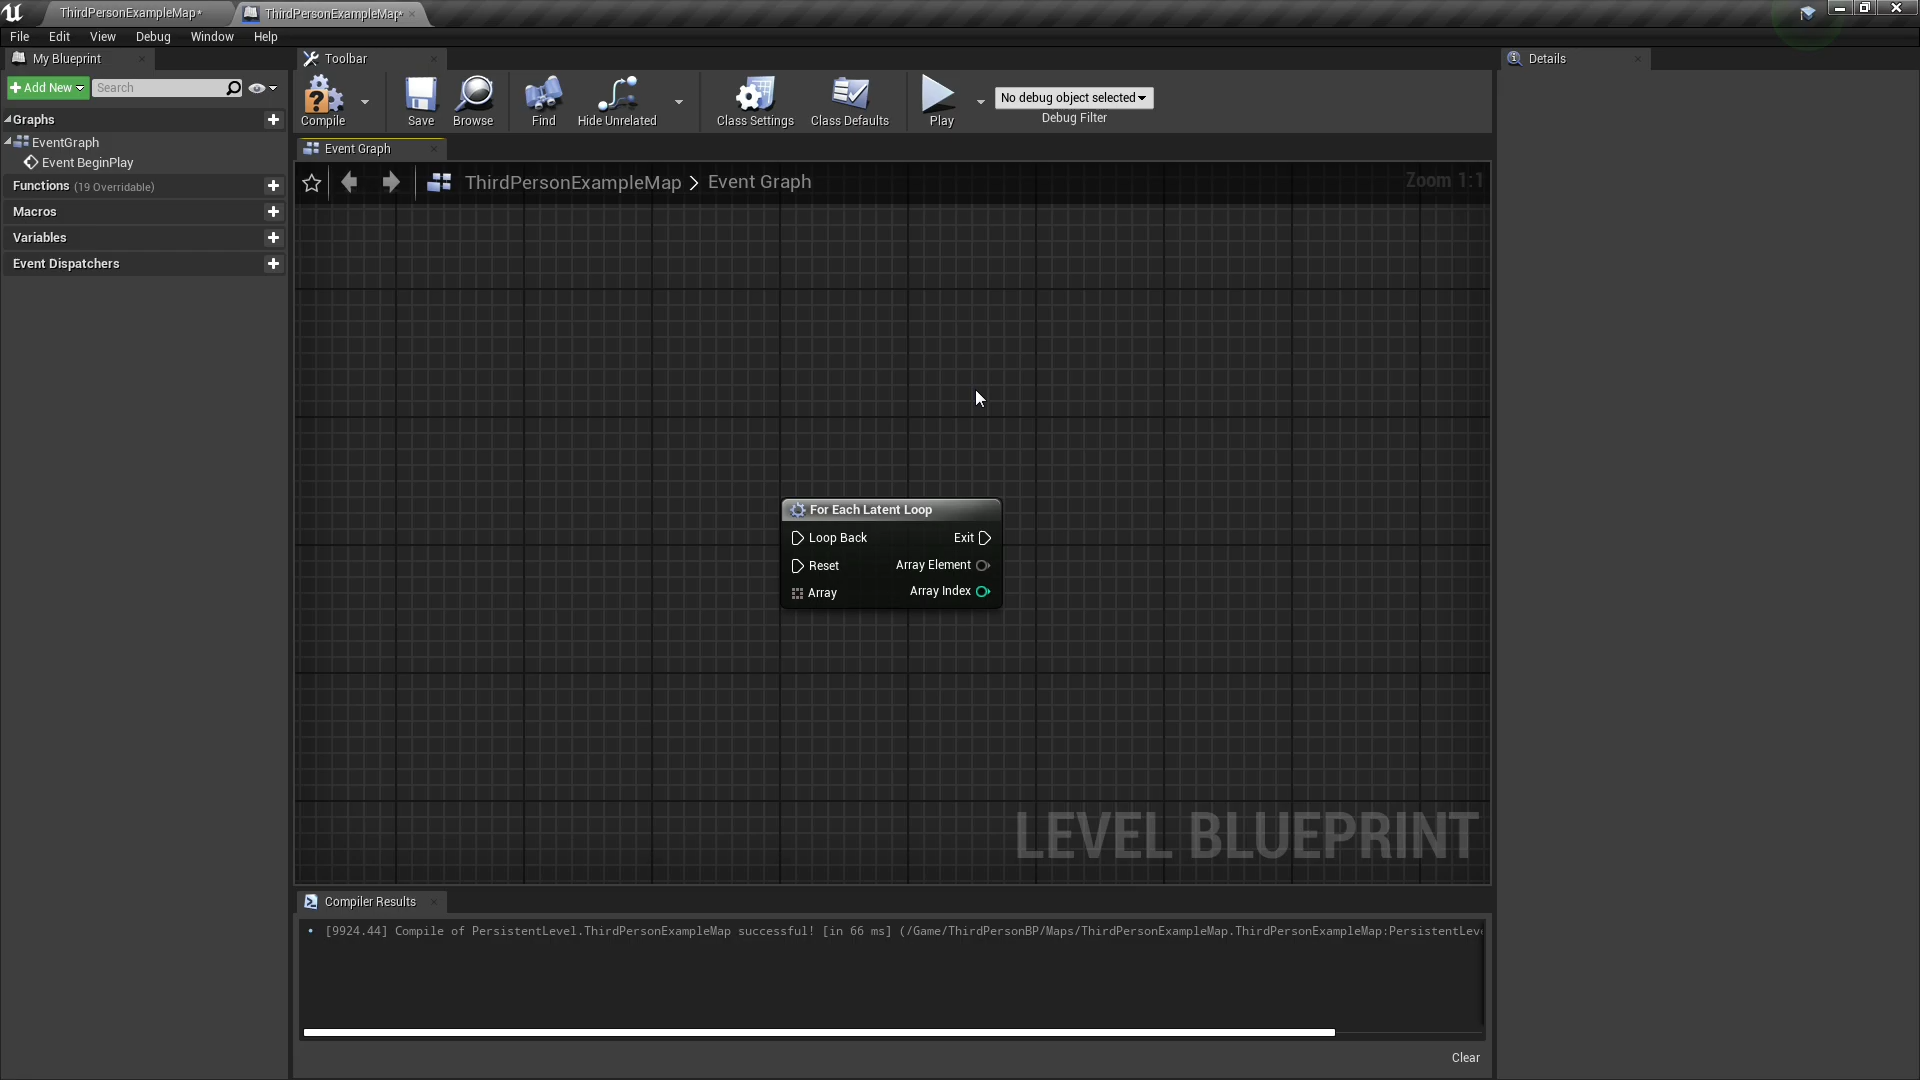 ThirdPersonExampleMap*
ThirdPersonExampleMap*
File Edit View Debug Window Help
My Blueprint
Toolbar
Details
Add New
Search
Compile
Save
Browse
Find
Hide Unrelated
Class Settings
Class Defaults
Play
No debug object selected
Debug Filter
Graphs
EventGraph
Event BeginPlay
Functions (19 Overridable)
Macros
Variables
Event Dispatchers
Event Graph
ThirdPersonExampleMap > Event Graph
Zoom 1:1
For Each Latent Loop
Loop Back Exit
Reset Array Element
Array Array Index
LEVEL BLUEPRINT
Compiler Results
[9924.44] Compile of PersistentLevel.ThirdPersonExampleMap successful! [in 66 ms] (/Game/ThirdPersonBP/Maps/ThirdPersonExampleMap.ThirdPersonExampleMap:PersistentLev
Clear